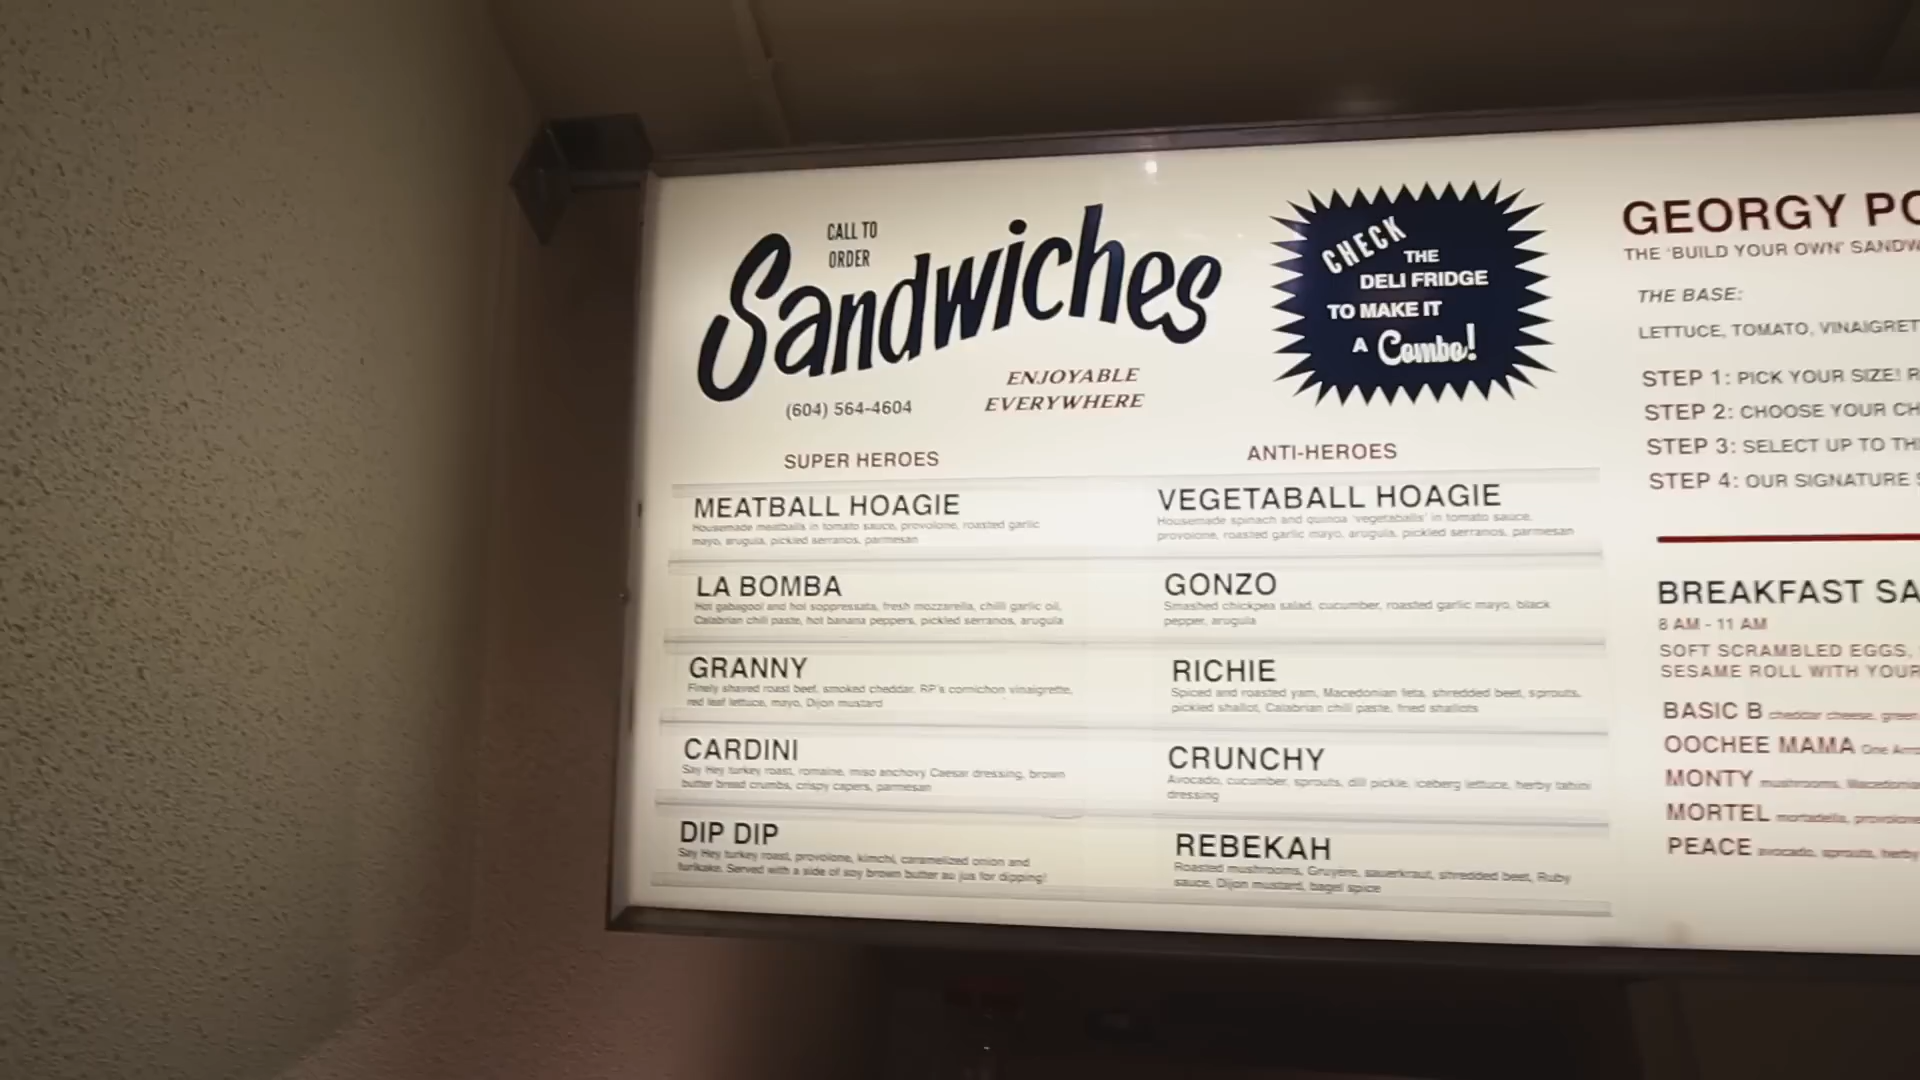 CALL TO
ORDER
Sandwiches
(604) 564-4604
ENJOYABLE
EVERYWHERE
CHECK
THE
DELI FRIDGE
TO MAKE IT
A Combo!
SUPER HEROES
MEATBALL HOAGIE
Housemade meatballs in tomato sauce, provolone, roasted garlic
mayo, arugula, pickled serranos, parmesan
LA BOMBA
Hot gabagool and hot soppressata, fresh mozzarella, chili garlic oil,
Calabrian chili paste, hot banana peppers, pickled serranos, arugula
GRANNY
Finely shaved roast beef, smoked cheddar, RP's cornichon vinaigrette,
red leaf lettuce, mayo, Dijon mustard
CARDINI
Say Hey turkey roast, romaine, miso anchovy Caesar dressing, brown
butter bread crumbs, crispy capers, parmesan
DIP DIP
Say Hey turkey roast, provolone, kimchi, caramelized onion and
furikake. Served with a side of soy brown butter au jus for dipping!
ANTI-HEROES
VEGETABALL HOAGIE
Housemade spinach and quinoa 'vegetaballs' in tomato sauce,
provolone, roasted garlic mayo, arugula, pickled serranos, parmesan
GONZO
Smashed chickpea salad, cucumber, roasted garlic mayo, black
pepper, arugula
RICHIE
Spiced and roasted yam, Macedonian feta, shredded beet, sprouts,
pickled shallot, Calabrian chili paste, fried shallots
CRUNCHY
Avocado, cucumber, sprouts, dill pickle, iceberg lettuce, herby tahini
dressing
REBEKAH
Roasted mushrooms, Gruyère, sauerkraut, shredded beet, Ruby
sauce, Dijon mustard, bagel spice
GEORGY
THE 'BUILD YOUR OWN'
THE BASE:
LETTUCE, TOMATO,
STEP 1: PICK YOUR SIZE!
STEP 2: CHOOSE YOUR
STEP 3: SELECT UP TO
STEP 4: OUR SIGNATURE
BREAKFAST
8 AM - 11 AM
SOFT SCRAMBLED EGGS,
SESAME ROLL WITH YOUR
BASIC B cheddar cheese, green
OOCHEE MAMA One
MONTY mushrooms,
MORTEL mortadella,
PEACE avocado, sprouts, herby